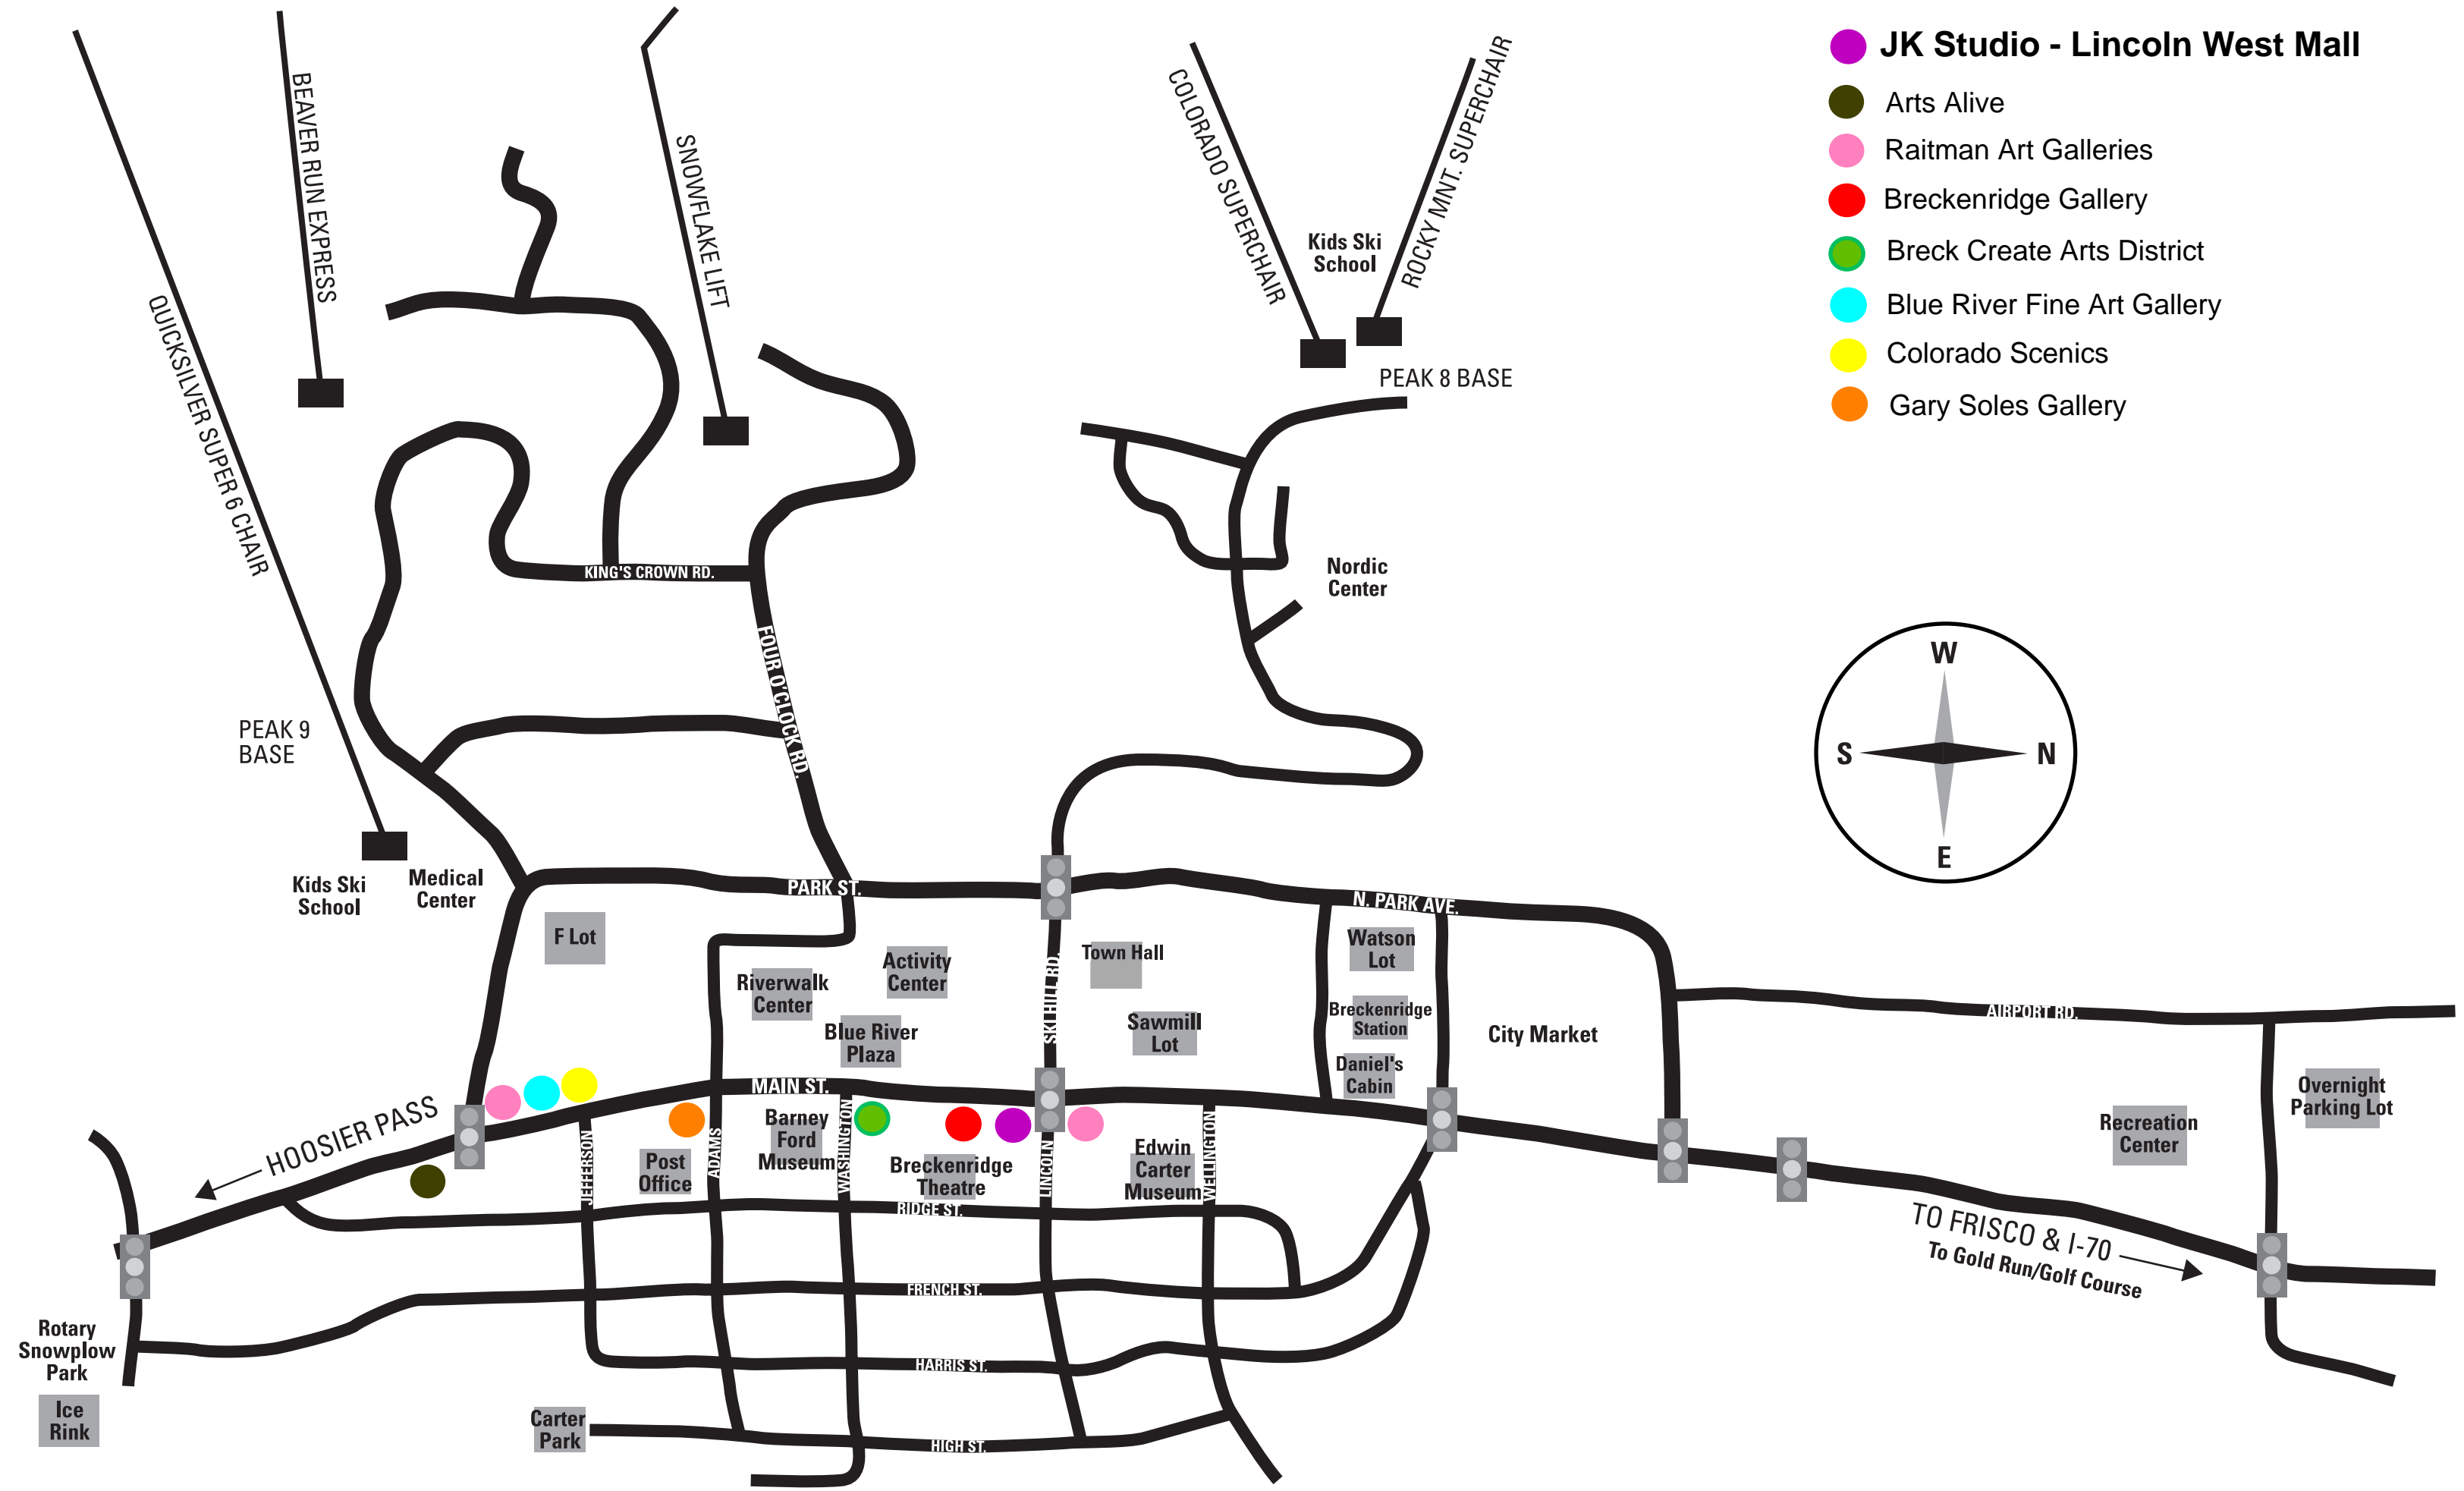 JK Studio - Lincoln West Mall
Arts Alive
Raitman Art Galleries
Breckenridge Gallery
Breck Create Arts District
Blue River Fine Art Gallery
Colorado Scenics
Gary Soles Gallery
BEAVER RUN EXPRESS
SNOWFLAKE LIFT
COLORADO SUPERCHAIR
ROCKY MNT. SUPERCHAIR
Kids Ski
School
QUICKSILVER SUPER 6 CHAIR
PEAK 8 BASE
KING'S CROWN RD.
Nordic
Center
FOUR O'CLOCK RD.
W
S
N
E
PEAK 9
BASE
Kids Ski
School
Medical
Center
PARK ST.
N. PARK AVE.
F Lot
Riverwalk
Center
Activity
Center
Blue River
Plaza
SKI HILL RD.
Town Hall
Sawmill
Lot
Watson
Lot
Breckenridge
Station
Daniel's
Cabin
City Market
AIRPORT RD.
Overnight
Parking Lot
Recreation
Center
HOOSIER PASS
MAIN ST.
JEFFERSON
Post
Office
ADAMS
Barney
Ford
Museum
WASHINGTON
Breckenridge
Theatre
LINCOLN
Edwin
Carter
Museum
WELLINGTON
RIDGE ST.
TO FRISCO & I-70
To Gold Run/Golf Course
FRENCH ST.
Rotary
Snowplow
Park
HARRIS ST.
Ice
Rink
Carter
Park
HIGH ST.